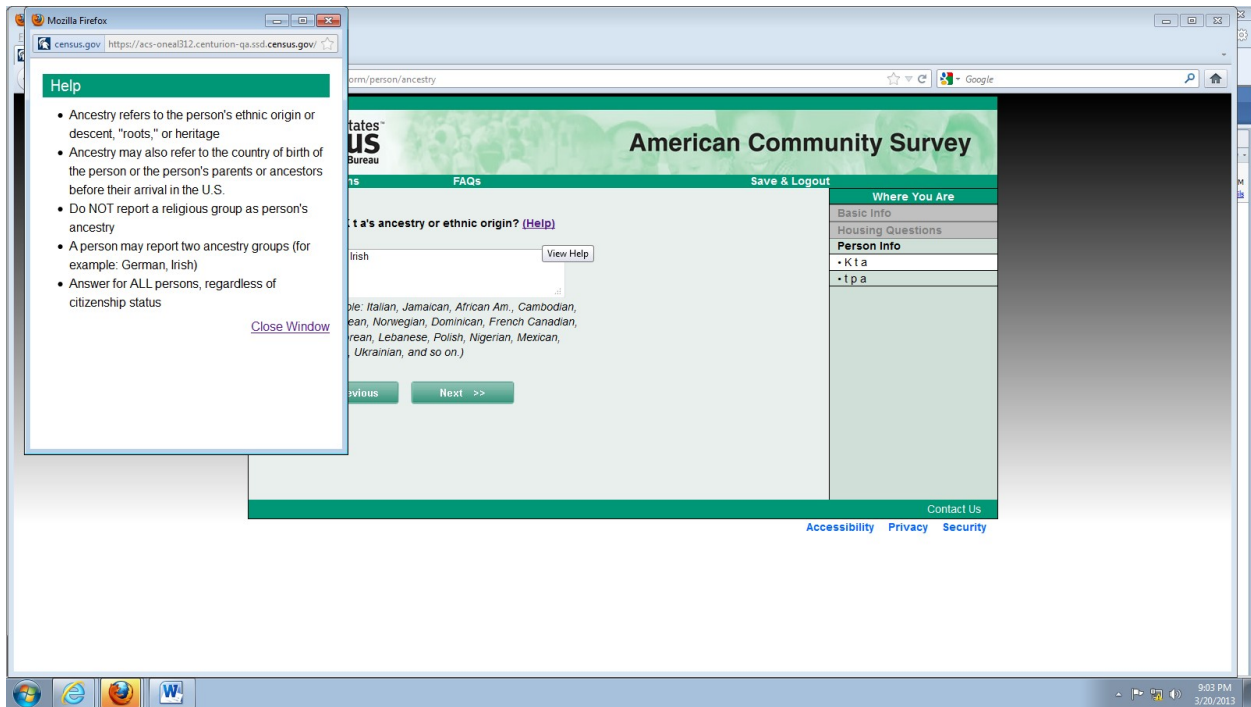 Mozilla Firefox
census.gov https://acs-oneal312.centurion-qa.ssd.census.gov/
Help
• Ancestry refers to the person's ethnic origin or
descent, "roots," or heritage
• Ancestry may also refer to the country of birth of
the person or the person's parents or ancestors
before their arrival in the U.S.
• Do NOT report a religious group as person's
ancestry
• A person may report two ancestry groups (for
example: German, Irish)
• Answer for ALL persons, regardless of
citizenship status
Close Window
orm/person/ancestry
Google
tates™
us
Bureau
American Community Survey
ns FAQs Save & Logout
t a's ancestry or ethnic origin? (Help)
Irish
View Help
ple: Italian, Jamaican, African Am., Cambodian,
ean, Norwegian, Dominican, French Canadian,
rean, Lebanese, Polish, Nigerian, Mexican,
, Ukrainian, and so on.)
evious Next >>
Where You Are
Basic Info
Housing Questions
Person Info
• K t a
• t p a
Contact Us
Accessibility Privacy Security
9:03 PM
3/20/2013